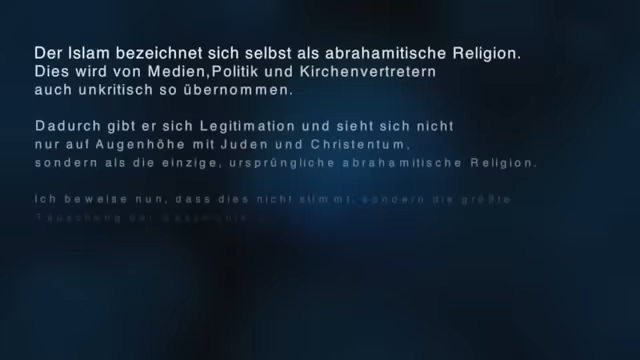 Der Islam bezeichnet sich selbst als abrahamitische Religion.
Dies wird von Medien,Politik und Kirchenvertretern
auch unkritisch so übernommen.
Dadurch gibt er sich Legitimation und sieht sich nicht
nur auf Augenhöhe mit Juden und Christentum,
sondern als die einzige, ursprüngliche abrahamitische Religion.
Ich beweise nun, dass dies nicht stimmt, sondern die größte
Täuschung der